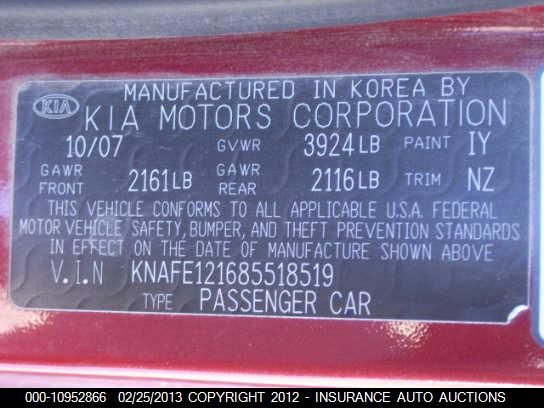 MANUFACTURED IN KOREA BY
KIA KIA MOTORS CORPORATION
10/07 GVWR 3924LB PAINT IY
GAWR FRONT 2161LB GAWR REAR 2116LB TRIM NZ
THIS VEHICLE CONFORMS TO ALL APPLICABLE U.S.A. FEDERAL
MOTOR VEHICLE SAFETY, BUMPER, AND THEFT PREVENTION STANDARDS
IN EFFECT ON THE DATE OF MANUFACTURE SHOWN ABOVE
V.I.N KNAFE121685518519
TYPE PASSENGER CAR
000-10952866 02/25/2013 COPYRIGHT 2012 - INSURANCE AUTO AUCTIONS